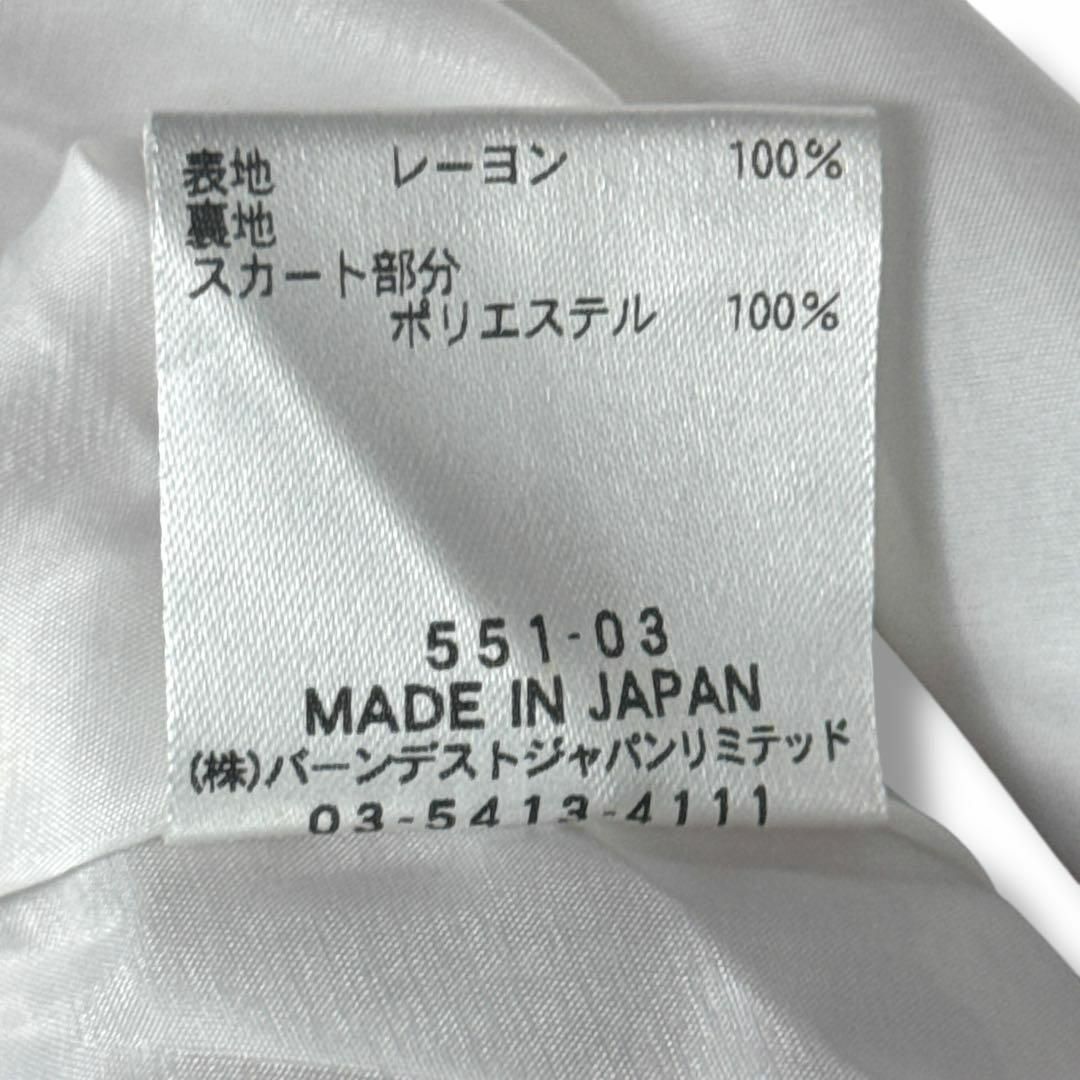 表地 レーヨン 100%
裏地
スカート部分
ポリエステル 100%
551-03
MADE IN JAPAN
(株)バーンデストジャパンリミテッド
03-5413-4111